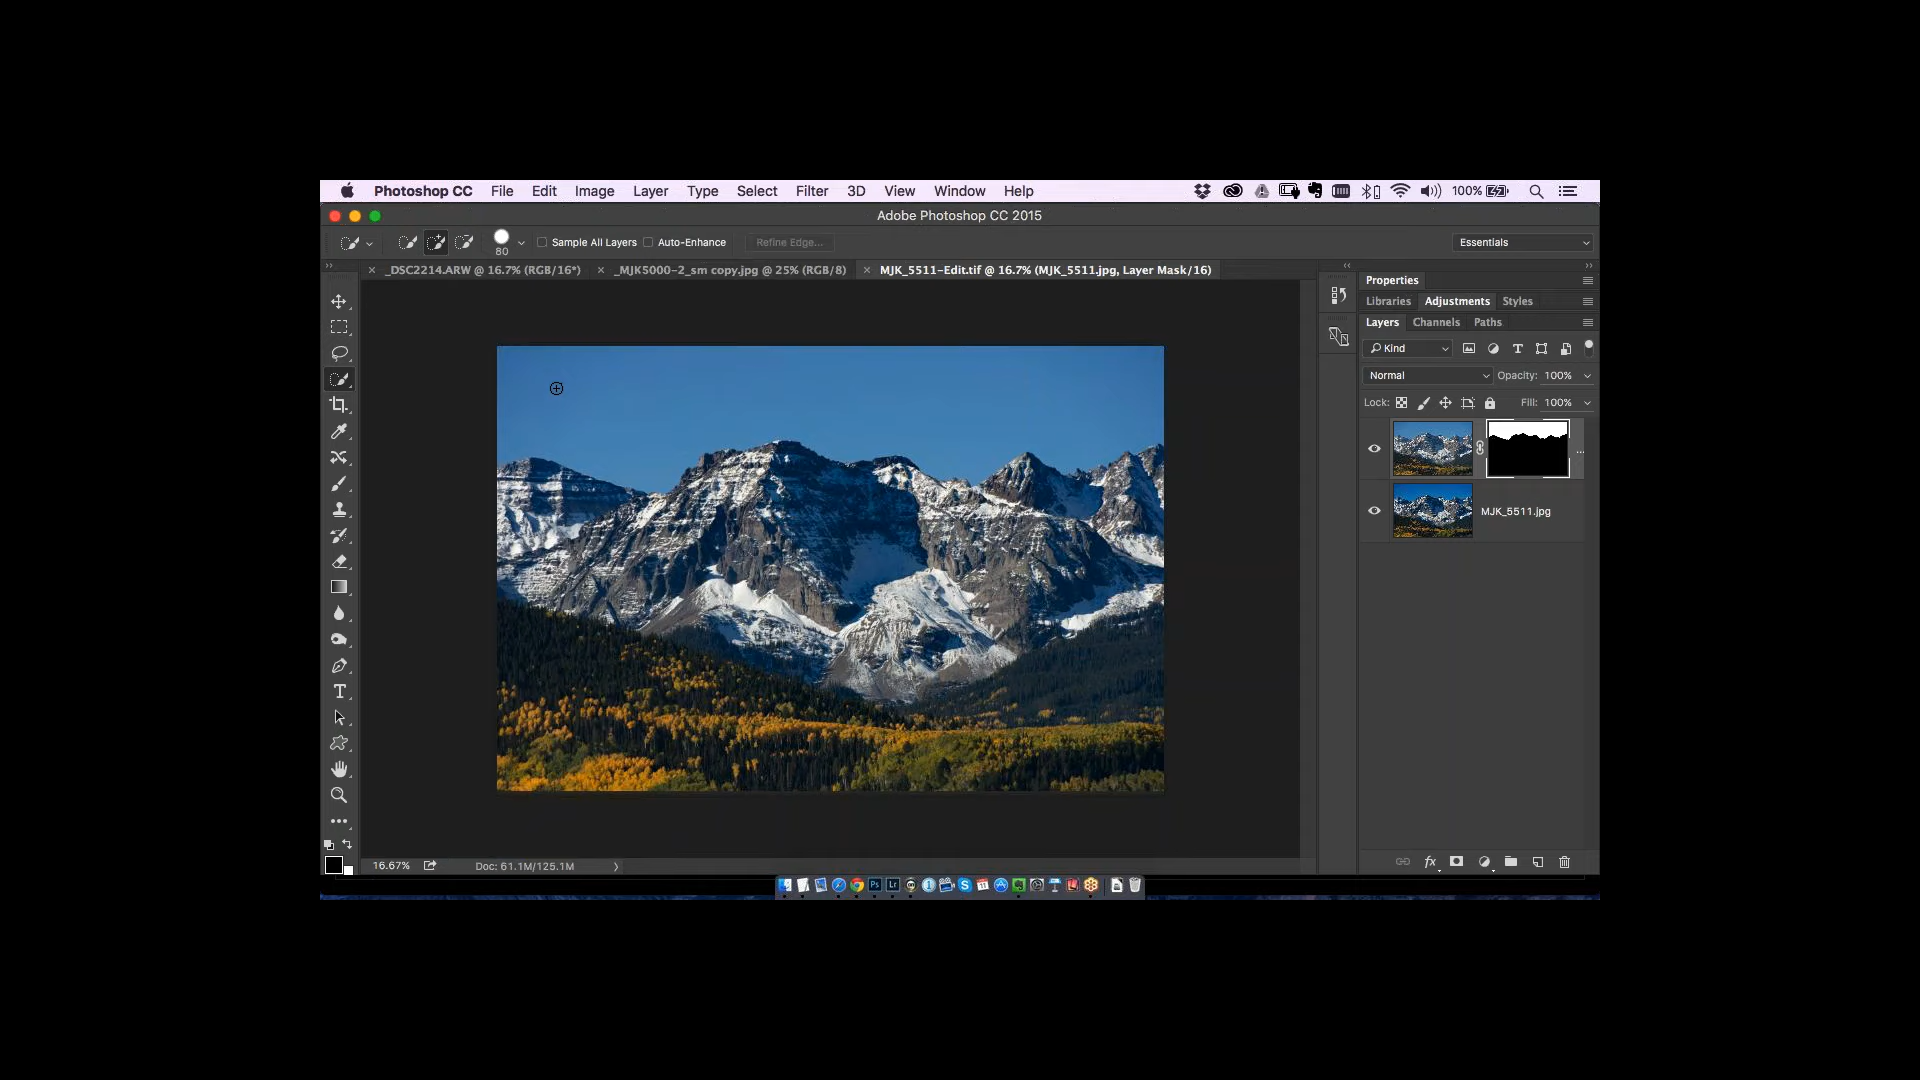 Photoshop CC File Edit Image Layer Type Select Filter 3D View Window Help 100%
Adobe Photoshop CC 2015
80 Sample All Layers Auto-Enhance Refine Edge... Essentials
_DSC2214.ARW @ 16.7% (RGB/16*) _MJK5000-2_sm copy.jpg @ 25% (RGB/8) MJK_5511-Edit.tif @ 16.7% (MJK_5511.jpg, Layer Mask/16)
Properties
Libraries Adjustments Styles
Layers Channels Paths
Kind
Normal Opacity: 100%
Lock: Fill: 100%
...
MJK_5511.jpg
16.67% Doc: 61.1M/125.1M
fx
Ps Lr